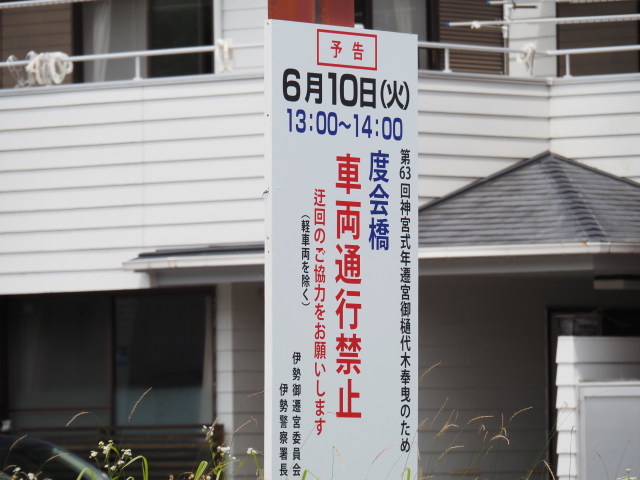 予告
6月10日(火)
13:00～14:00
第63回神宮式年遷宮御樋代木奉曳のため
度会橋
車両通行禁止
迂回のご協力をお願いします
(軽車両を除く)
伊勢御遷宮委員会
伊勢警察署長